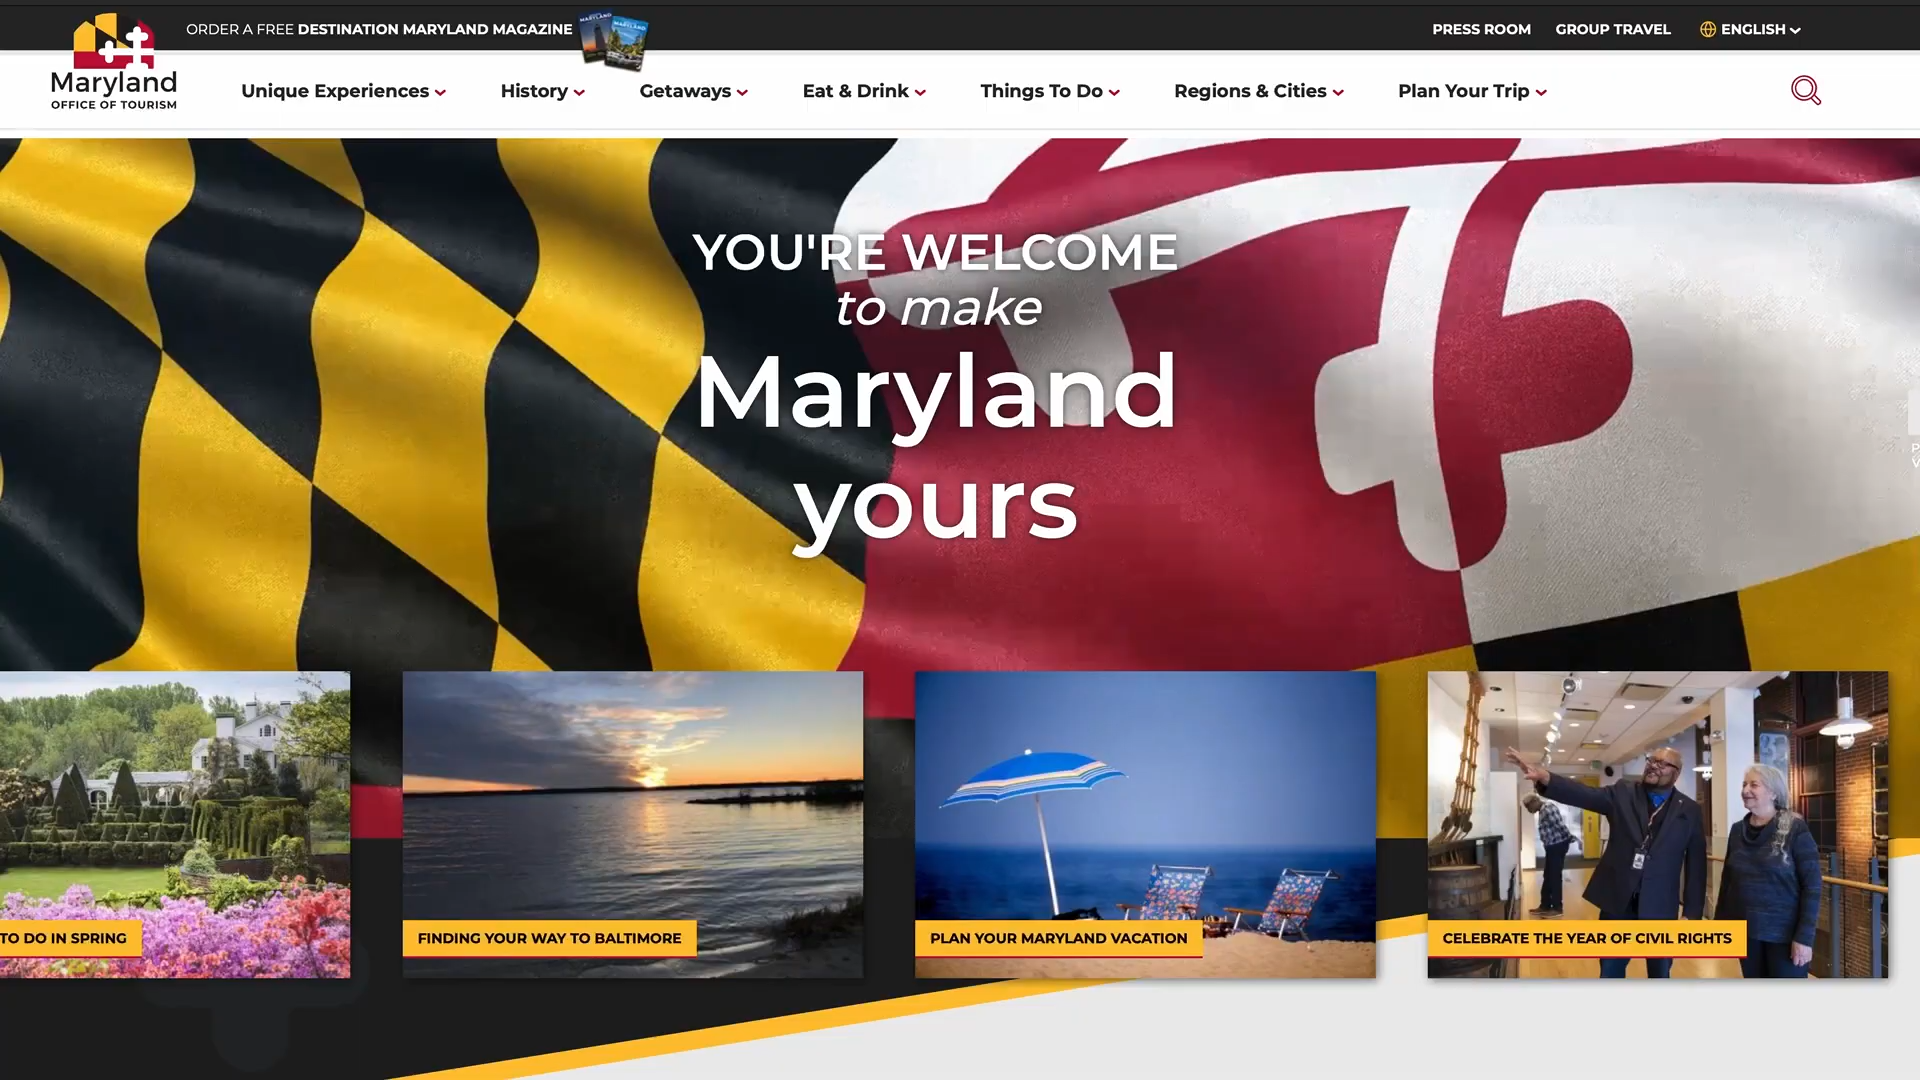 ORDER A FREE DESTINATION MARYLAND MAGAZINE
PRESS ROOM
GROUP TRAVEL
ENGLISH
Maryland
OFFICE OF TOURISM
Unique Experiences
History
Getaways
Eat & Drink
Things To Do
Regions & Cities
Plan Your Trip
YOU'RE WELCOME
to make
Maryland
yours
TO DO IN SPRING
FINDING YOUR WAY TO BALTIMORE
PLAN YOUR MARYLAND VACATION
CELEBRATE THE YEAR OF CIVIL RIGHTS